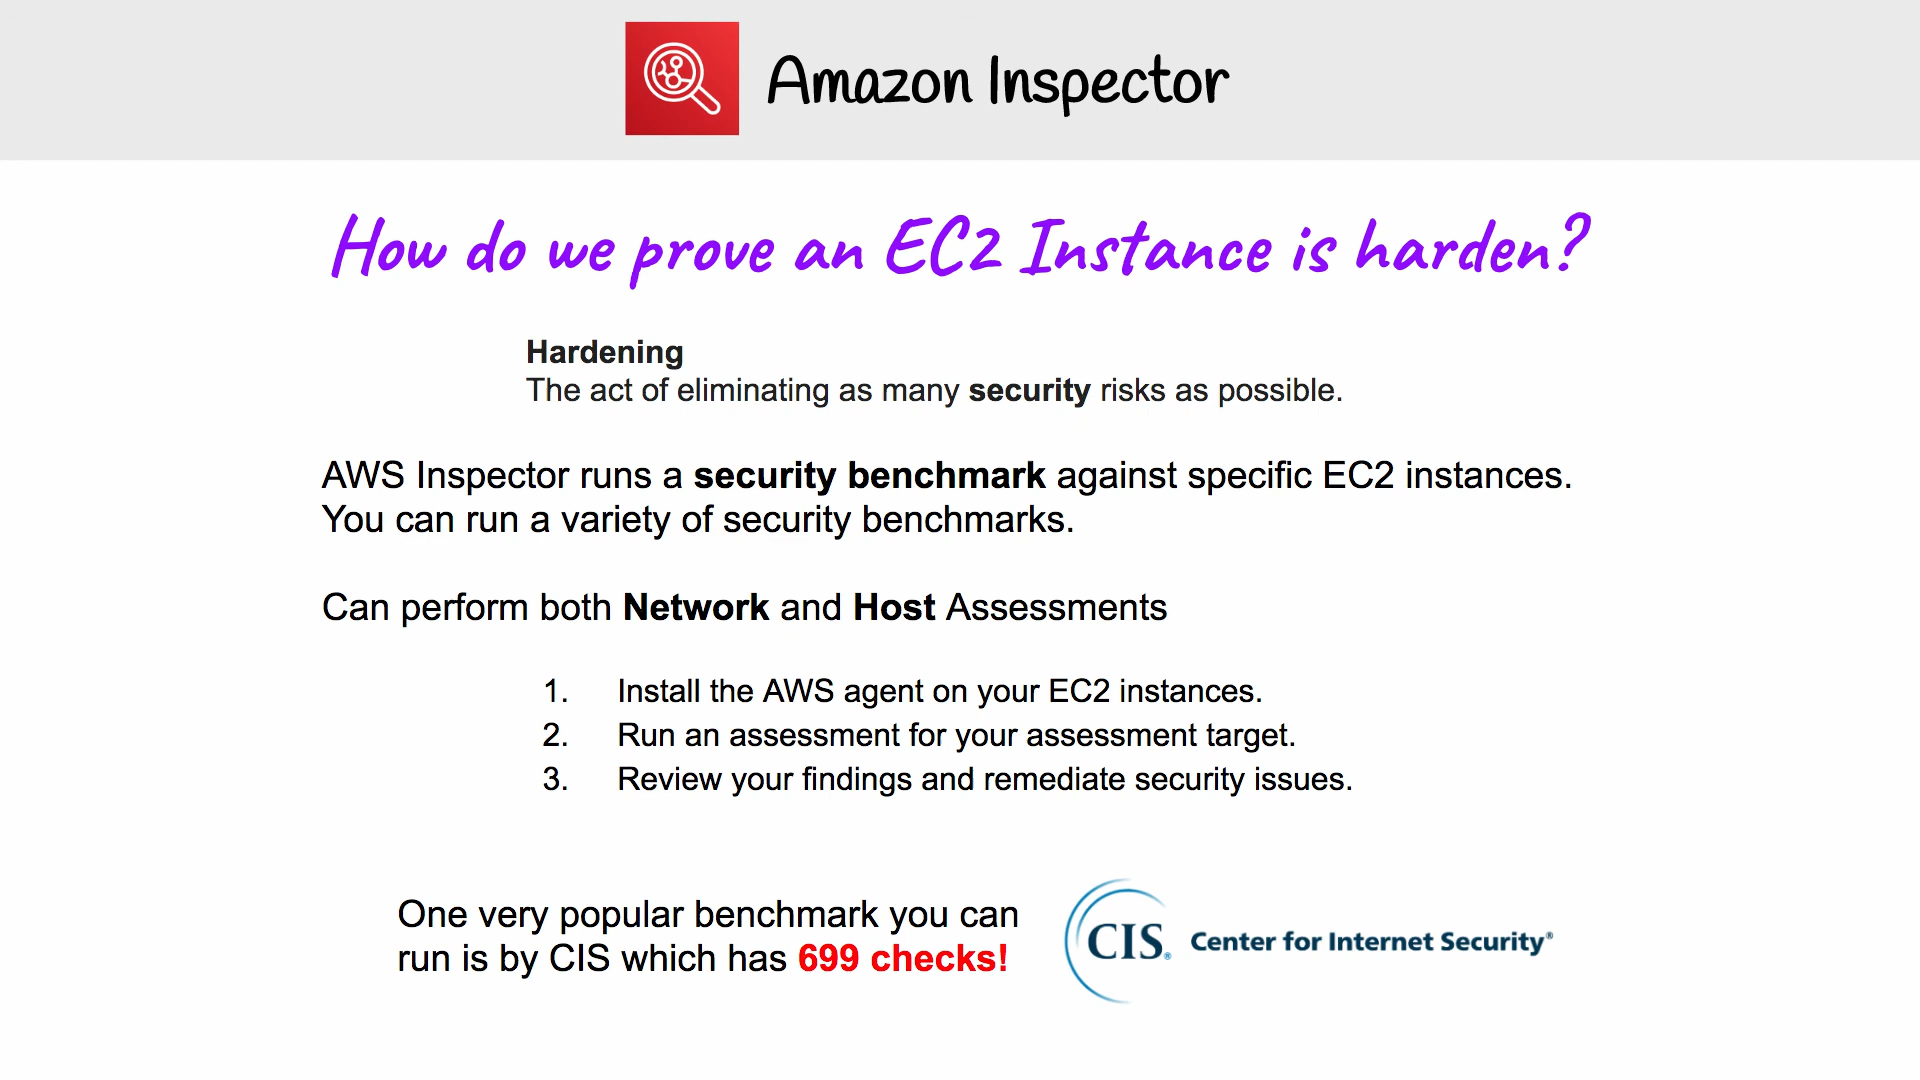 Amazon Inspector
How do we prove an EC2 Instance is harden?
Hardening
The act of eliminating as many security risks as possible.
AWS Inspector runs a security benchmark against specific EC2 instances.
You can run a variety of security benchmarks.
Can perform both Network and Host Assessments
1. Install the AWS agent on your EC2 instances.
2. Run an assessment for your assessment target.
3. Review your findings and remediate security issues.
One very popular benchmark you can
run is by CIS which has 699 checks!
CIS® Center for Internet Security®